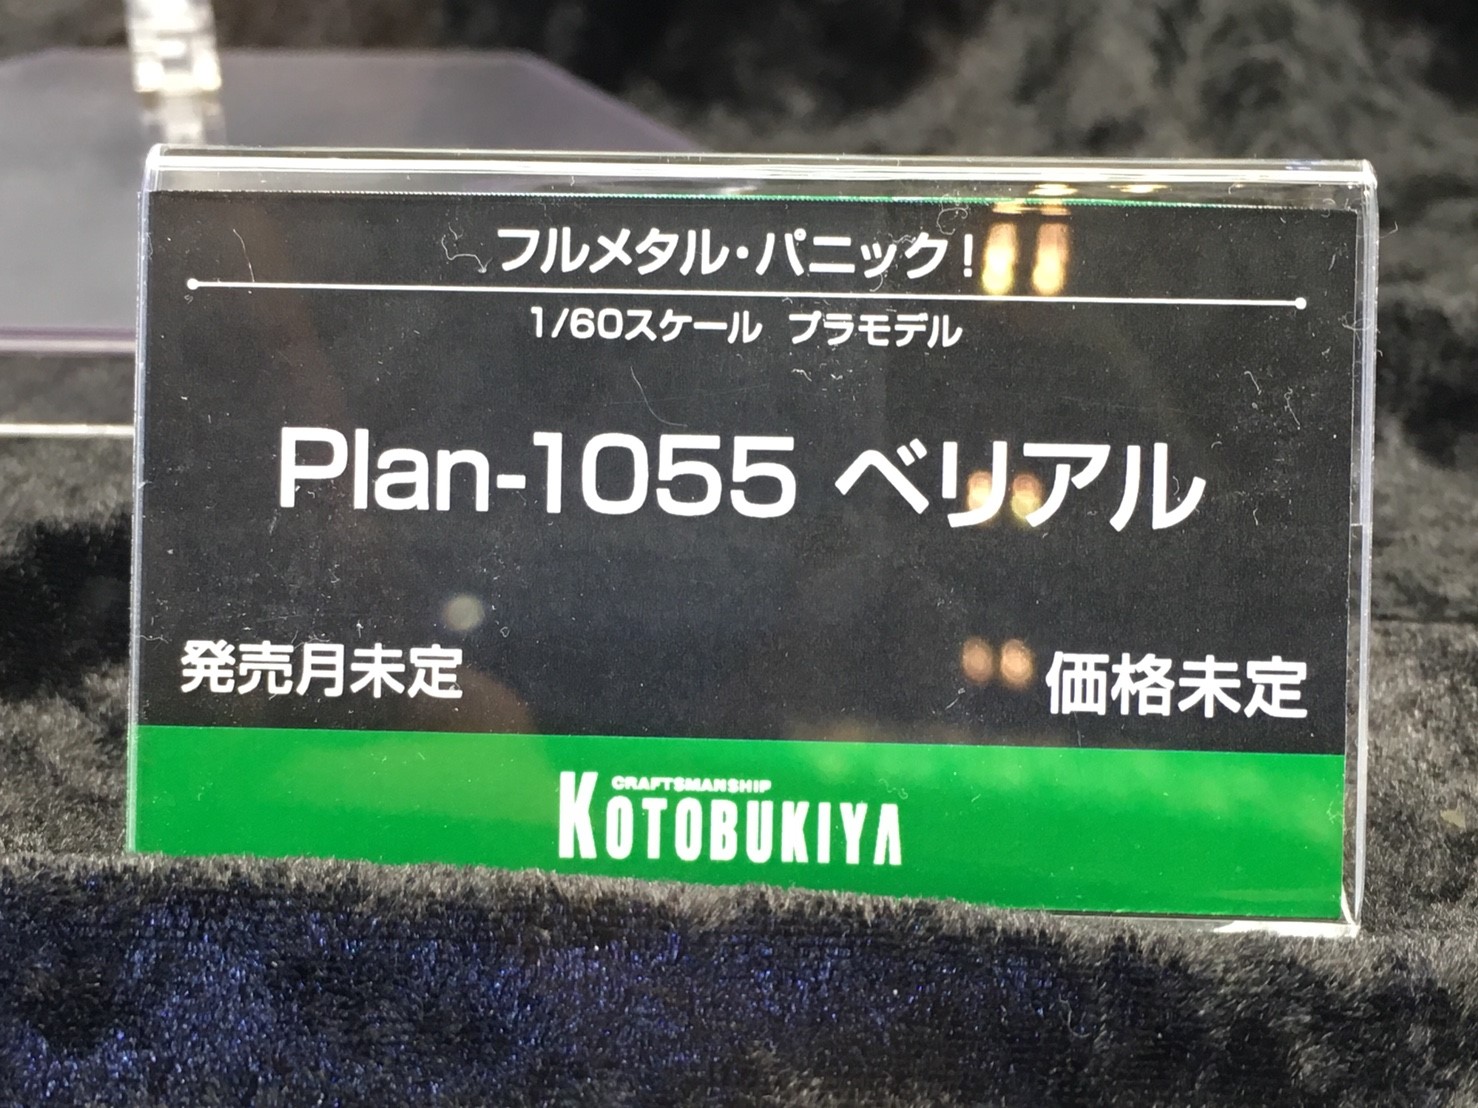 フルメタル・パニック!
1/60スケール プラモデル
Plan-1055 ベリアル
発売月未定 価格未定
CRAFTSMANSHIP
KOTOBUKIYA